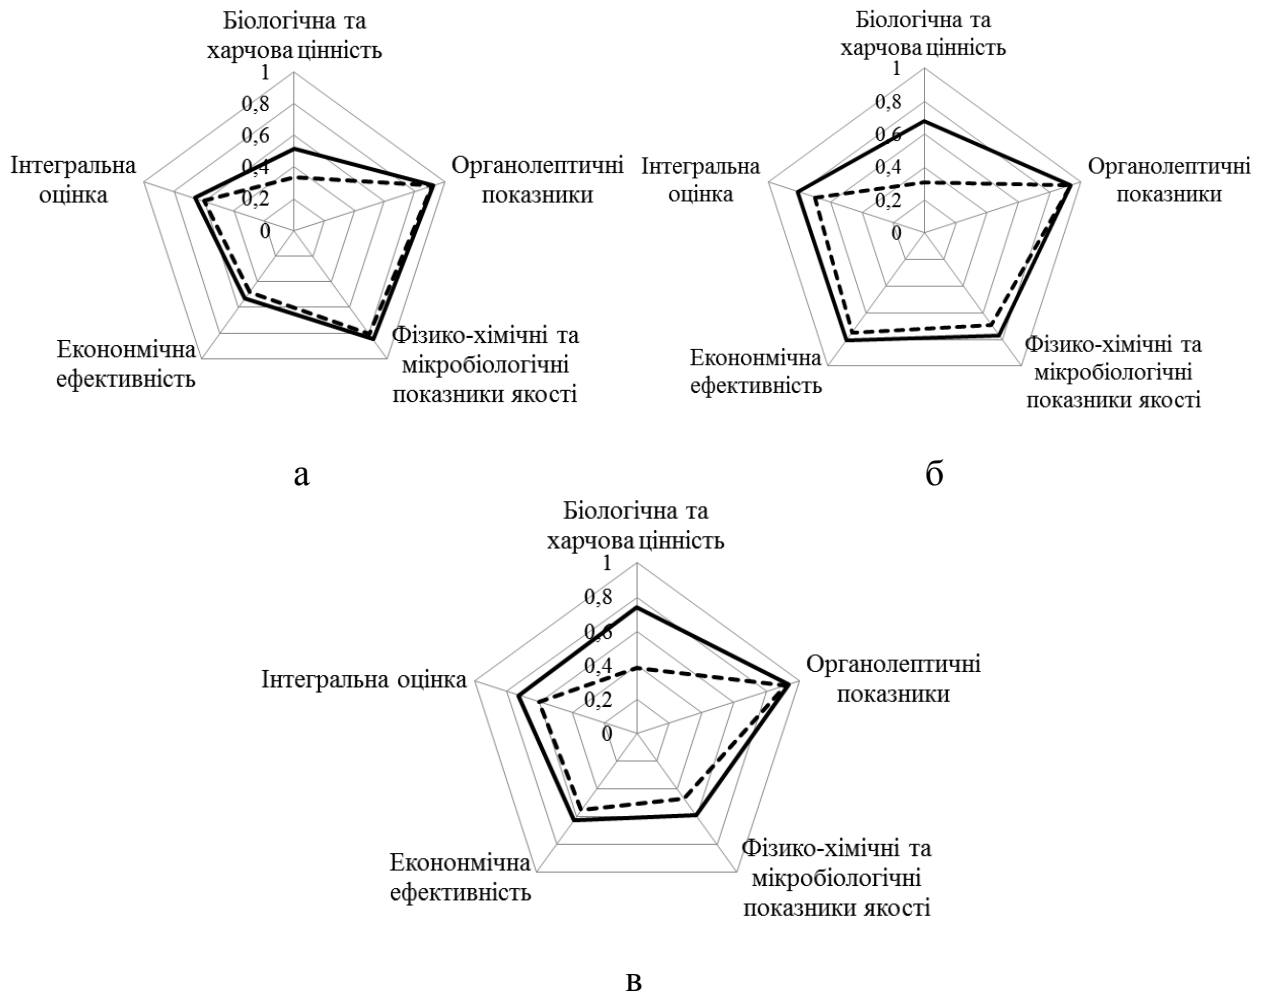 Біологічна та
харчова цінність
1
0,8
0,6
0,4
0,2
0
Органолептичні
показники
Фізико-хімічні та
мікробіологічні
показники якості
Експонмічна
ефективність
Інтегральна
оцінка
а
Біологічна та
харчова цінність
1
0,8
0,6
0,4
0,2
0
Органолептичні
показники
Фізико-хімічні та
мікробіологічні
показники якості
Економмічна
ефективність
Інтегральна
оцінка
б
Біологічна та
харчова цінність
1
0,8
0,6
0,4
0,2
0
Органолептичні
показники
Фізико-хімічні та
мікробіологічні
показники якості
Екононмічна
ефективність
Інтегральна оцінка
в